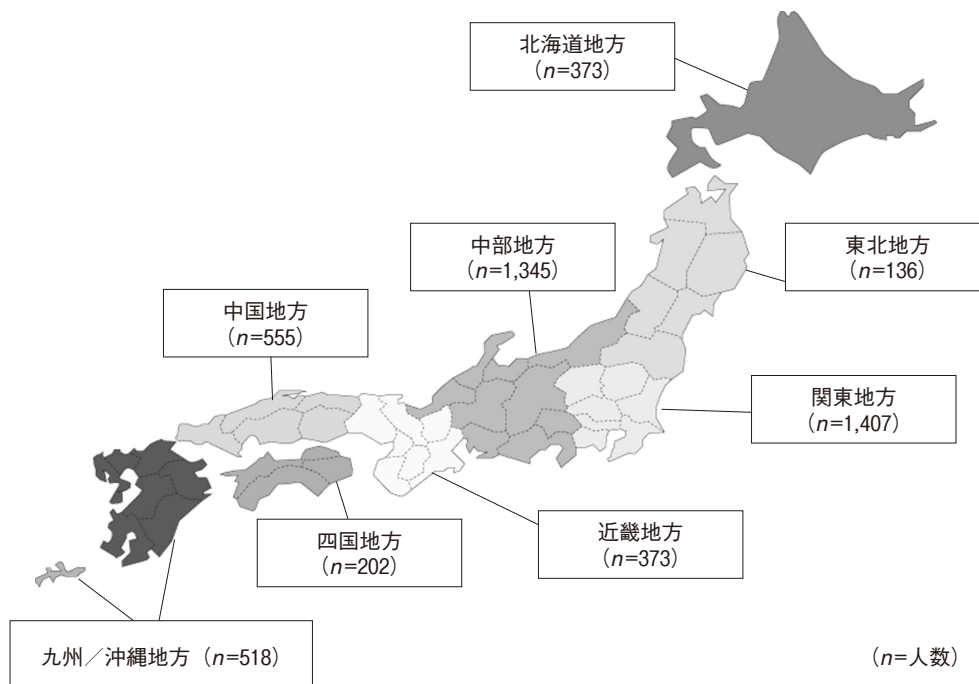 北海道地方
(n=373)
中部地方
(n=1,345)
東北地方
(n=136)
中国地方
(n=555)
関東地方
(n=1,407)
四国地方
(n=202)
近畿地方
(n=373)
九州／沖縄地方 (n=518)
(n=人数)